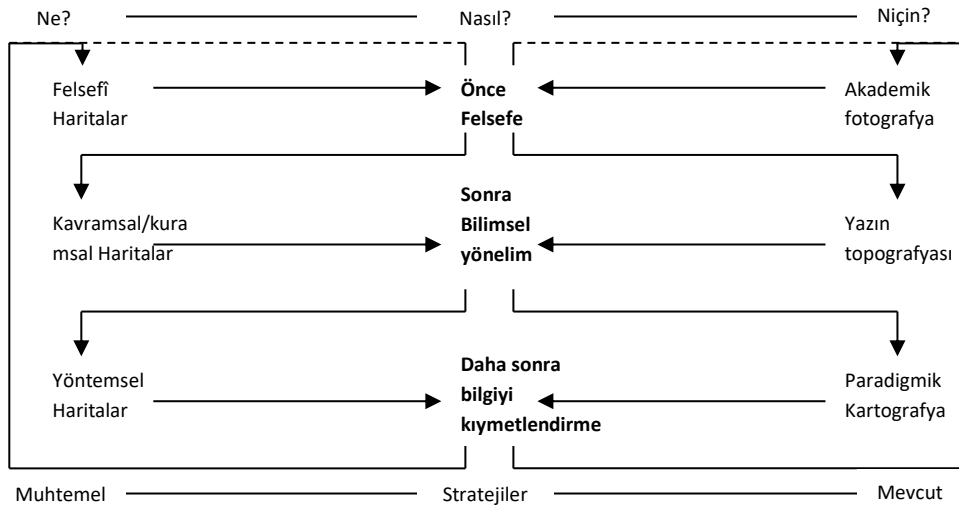 Ne?
Nasıl?
Niçin?
Felsefî
Haritalar
Önce
Felsefe
Akademik
fotografya
Kavramsal/kura
msal Haritalar
Sonra
Bilimsel
yönelim
Yazın
topografyası
Yöntemsel
Haritalar
Daha sonra
bilgiyi
kıymetlendirme
Paradigmik
Kartografya
Muhtemel
Stratejiler
Mevcut